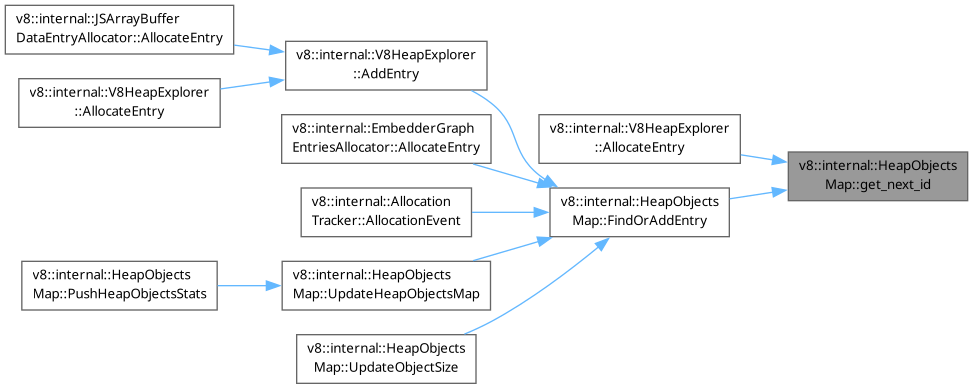 v8::internal::JSArrayBuffer
DataEntryAllocator::AllocateEntry
v8::internal::V8HeapExplorer
::AllocateEntry
v8::internal::V8HeapExplorer
::AddEntry
v8::internal::EmbedderGraph
EntriesAllocator::AllocateEntry
v8::internal::Allocation
Tracker::AllocationEvent
v8::internal::HeapObjects
Map::PushHeapObjectsStats
v8::internal::HeapObjects
Map::UpdateHeapObjectsMap
v8::internal::HeapObjects
Map::UpdateObjectSize
v8::internal::V8HeapExplorer
::AllocateEntry
v8::internal::HeapObjects
Map::FindOrAddEntry
v8::internal::HeapObjects
Map::get_next_id